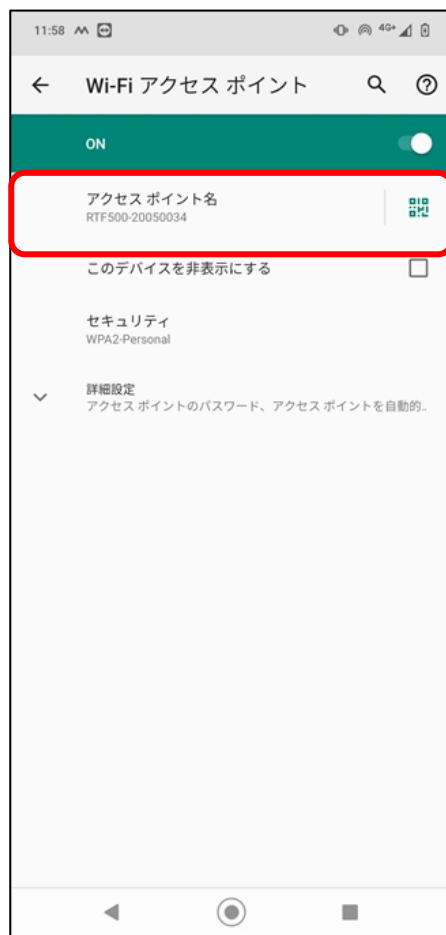 11:58
4G+
Wi-Fi アクセス ポイント
ON
アクセス ポイント名
RTF500-20050034
このデバイスを非表示にする
セキュリティ
WPA2-Personal
詳細設定
アクセス ポイントのパスワード、アクセス ポイントを自動的..